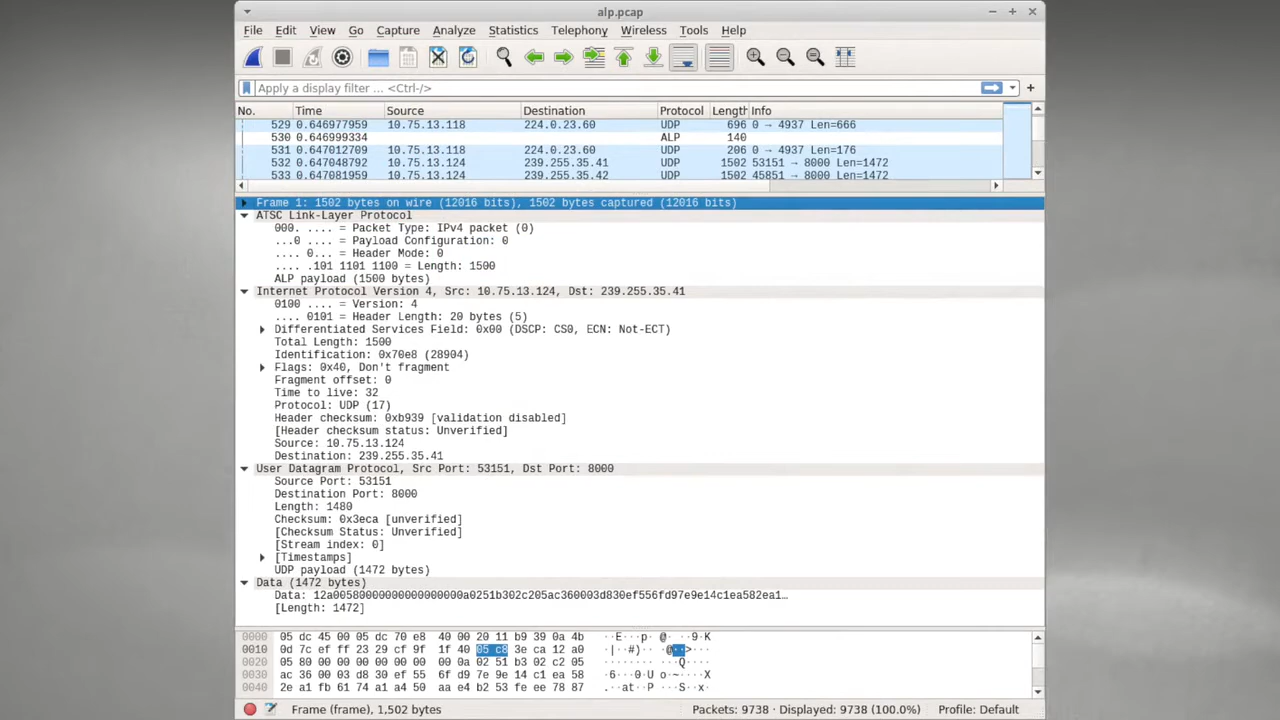 alp.pcap
File Edit View Go Capture Analyze Statistics Telephony Wireless Tools Help
Apply a display filter ... <Ctrl-/>
No. Time Source Destination Protocol Length Info
529 0.646977959 10.75.13.118 224.0.23.60 UDP 696 0 → 4937 Len=666
530 0.646999334 ALP 140
531 0.647012709 10.75.13.118 224.0.23.60 UDP 206 0 → 4937 Len=176
532 0.647048792 10.75.13.124 239.255.35.41 UDP 1502 53151 → 8000 Len=1472
533 0.647081959 10.75.13.124 239.255.35.42 UDP 1502 45851 → 8000 Len=1472
Frame 1: 1502 bytes on wire (12016 bits), 1502 bytes captured (12016 bits)
ATSC Link-Layer Protocol
000. .... = Packet Type: IPv4 packet (0)
...0 .... = Payload Configuration: 0
.... 0... = Header Mode: 0
.... .101 1101 1100 = Length: 1500
ALP payload (1500 bytes)
Internet Protocol Version 4, Src: 10.75.13.124, Dst: 239.255.35.41
0100 .... = Version: 4
.... 0101 = Header Length: 20 bytes (5)
Differentiated Services Field: 0x00 (DSCP: CS0, ECN: Not-ECT)
Total Length: 1500
Identification: 0x70e8 (28904)
Flags: 0x40, Don't fragment
Fragment offset: 0
Time to live: 32
Protocol: UDP (17)
Header checksum: 0xb939 [validation disabled]
[Header checksum status: Unverified]
Source: 10.75.13.124
Destination: 239.255.35.41
User Datagram Protocol, Src Port: 53151, Dst Port: 8000
Source Port: 53151
Destination Port: 8000
Length: 1480
Checksum: 0x3eca [unverified]
[Checksum Status: Unverified]
[Stream index: 0]
[Timestamps]
UDP payload (1472 bytes)
Data (1472 bytes)
Data: 12a0058000000000000000a0251b302c205ac360003d830ef556fd97e9e14c1ea582ea1…
[Length: 1472]
0000 05 dc 45 00 05 dc 70 e8 40 00 20 11 b9 39 0a 4b ··E···p· @· ··9·K
0010 0d 7c ef ff 23 29 cf 9f 1f 40 05 c8 3e ca 12 a0 ·|··#)·· ·@··>···
0020 05 80 00 00 00 00 00 00 0a 02 51 b3 02 c2 05 ········ ··Q····
0030 ac 36 00 03 d8 30 ef 55 6f d9 7e 9e 14 c1 ea 58 ·6···0·U o·~····X
0040 2e a1 fb 61 74 a1 a4 50 aa e4 b2 53 fe ee 78 87 .··at··P ···S··x·
Frame (frame), 1,502 bytes
Packets: 9738 · Displayed: 9738 (100.0%)
Profile: Default